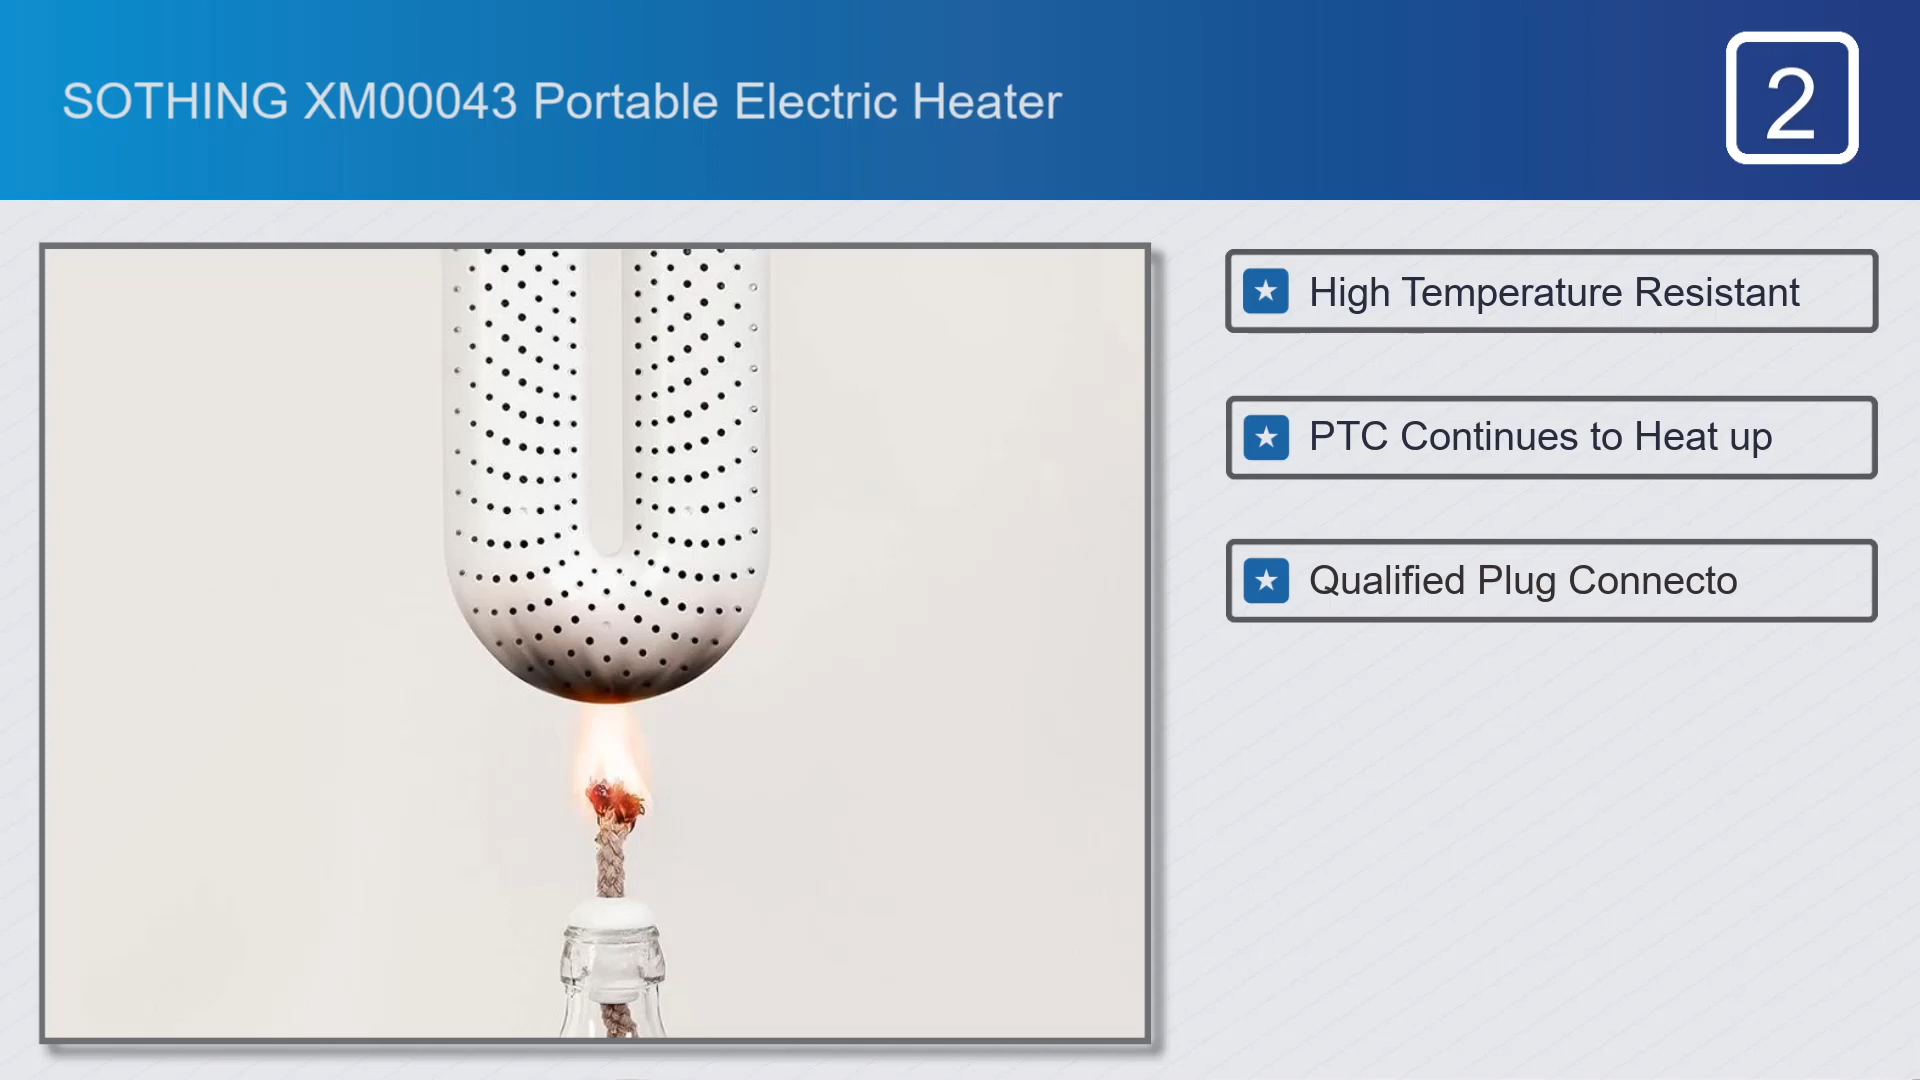 SOTHING XM00043 Portable Electric Heater
2
High Temperature Resistant
PTC Continues to Heat up
Qualified Plug Connecto